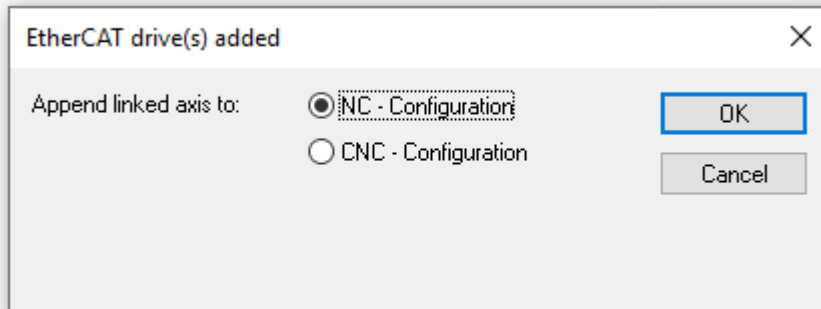 EtherCAT drive(s) added
Append linked axis to:
NC - Configuration
OK
CNC - Configuration
Cancel